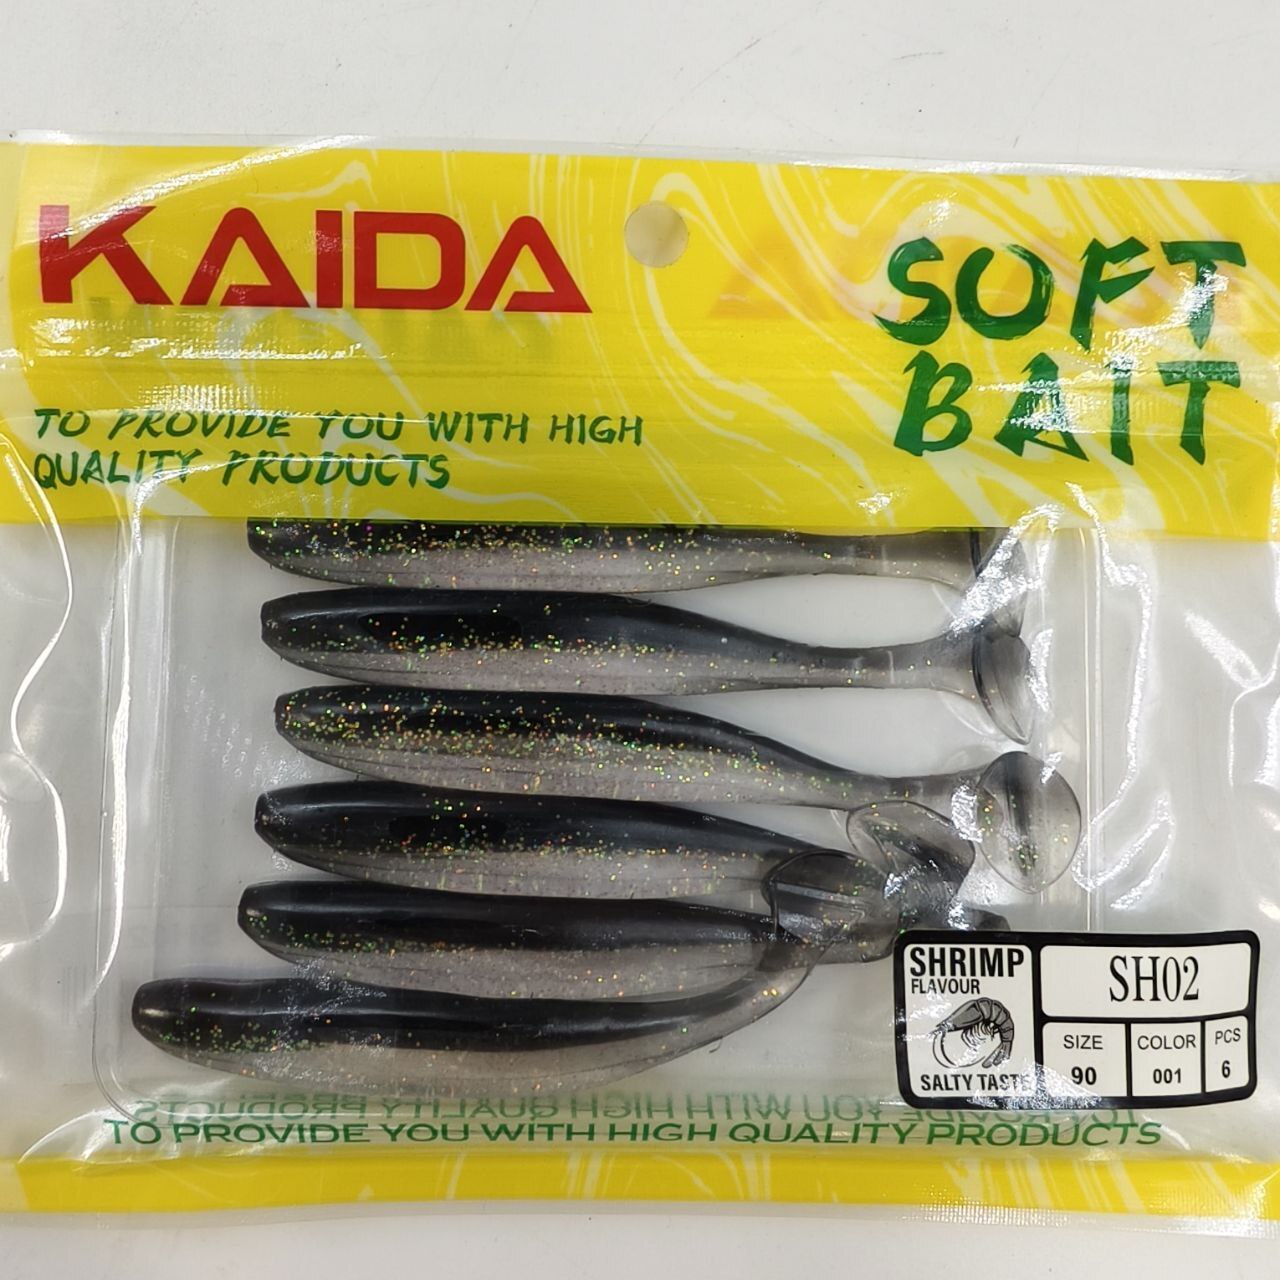 KAIDA
SOFT
BAIT
TO PROVIDE YOU WITH HIGH
QUALITY PRODUCTS
SHRIMP
FLAVOUR
SALTY TASTE
SH02
SIZE
90
COLOR
001
PCS
6
TO PROVIDE YOU WITH HIGH QUALITY PRODUCTS